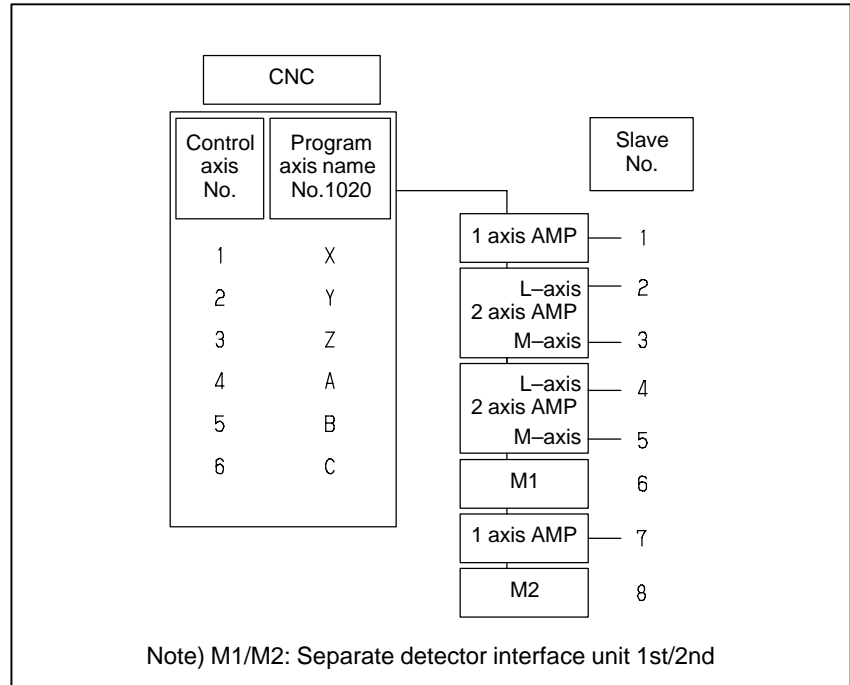 CNC
Control
axis
No.
Program
axis name
No.1020
1 X
2 Y
3 Z
4 A
5 B
6 C
Slave
No.
1 axis AMP 1
L–axis 2
2 axis AMP
M–axis 3
L–axis 4
2 axis AMP
M–axis 5
M1 6
1 axis AMP 7
M2 8
Note) M1/M2: Separate detector interface unit 1st/2nd